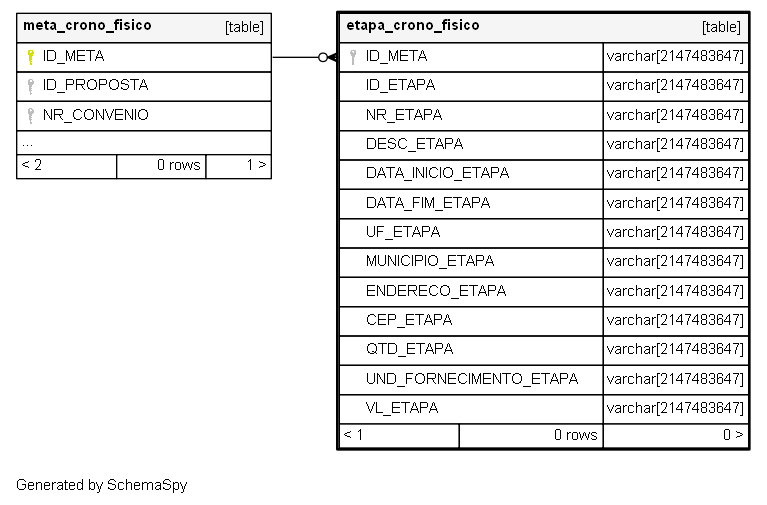 meta_crono_fisico [table]
ID_META
ID_PROPOSTA
NR_CONVENIO
...
< 2 0 rows 1 >
etapa_crono_fisico [table]
ID_META varchar[2147483647]
ID_ETAPA varchar[2147483647]
NR_ETAPA varchar[2147483647]
DESC_ETAPA varchar[2147483647]
DATA_INICIO_ETAPA varchar[2147483647]
DATA_FIM_ETAPA varchar[2147483647]
UF_ETAPA varchar[2147483647]
MUNICIPIO_ETAPA varchar[2147483647]
ENDERECO_ETAPA varchar[2147483647]
CEP_ETAPA varchar[2147483647]
QTD_ETAPA varchar[2147483647]
UND_FORNECIMENTO_ETAPA varchar[2147483647]
VL_ETAPA varchar[2147483647]
< 1 0 rows 0 >
Generated by SchemaSpy